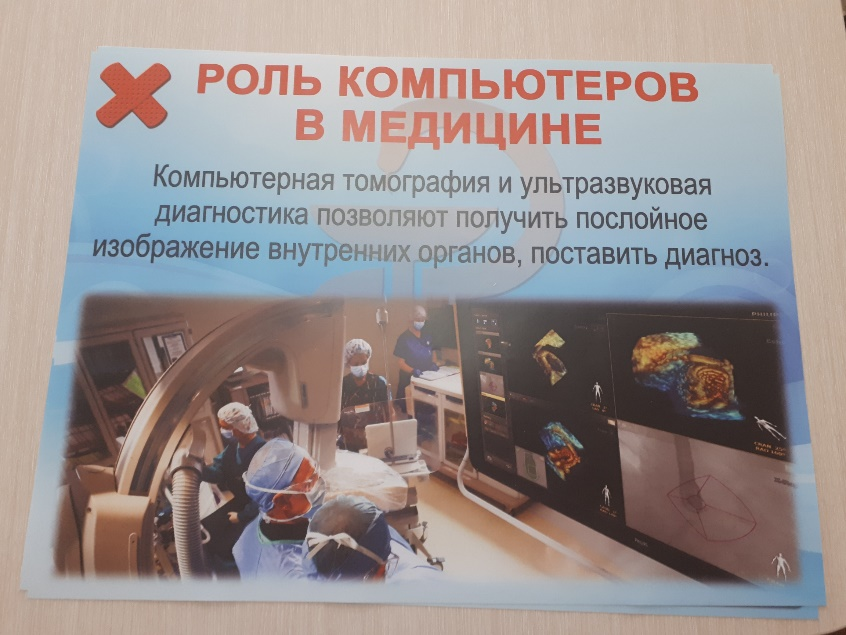 РОЛЬ КОМПЬЮТЕРОВ
В МЕДИЦИНЕ
Компьютерная томография и ультразвуковая
диагностика позволяют получить послойное
изображение внутренних органов, поставить диагноз.